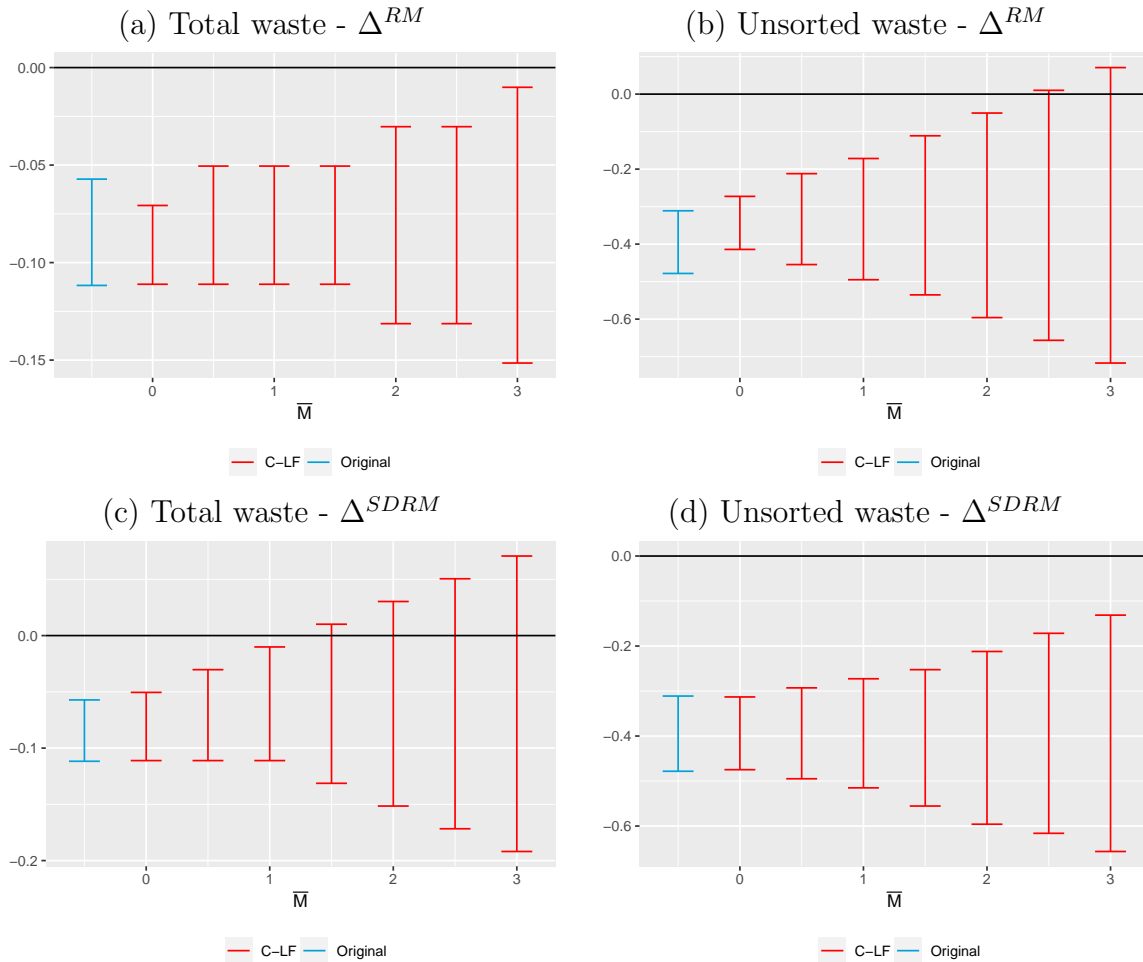 (a) Total waste - Δ^{RM}
0.00
−0.05
−0.10
−0.15
0 1 2 3
M̅
C−LF Original
(b) Unsorted waste - Δ^{RM}
0.0
−0.2
−0.4
−0.6
0 1 2 3
M̅
C−LF Original
(c) Total waste - Δ^{SDRM}
0.0
−0.1
−0.2
0 1 2 3
M̅
C−LF Original
(d) Unsorted waste - Δ^{SDRM}
0.0
−0.2
−0.4
−0.6
0 1 2 3
M̅
C−LF Original